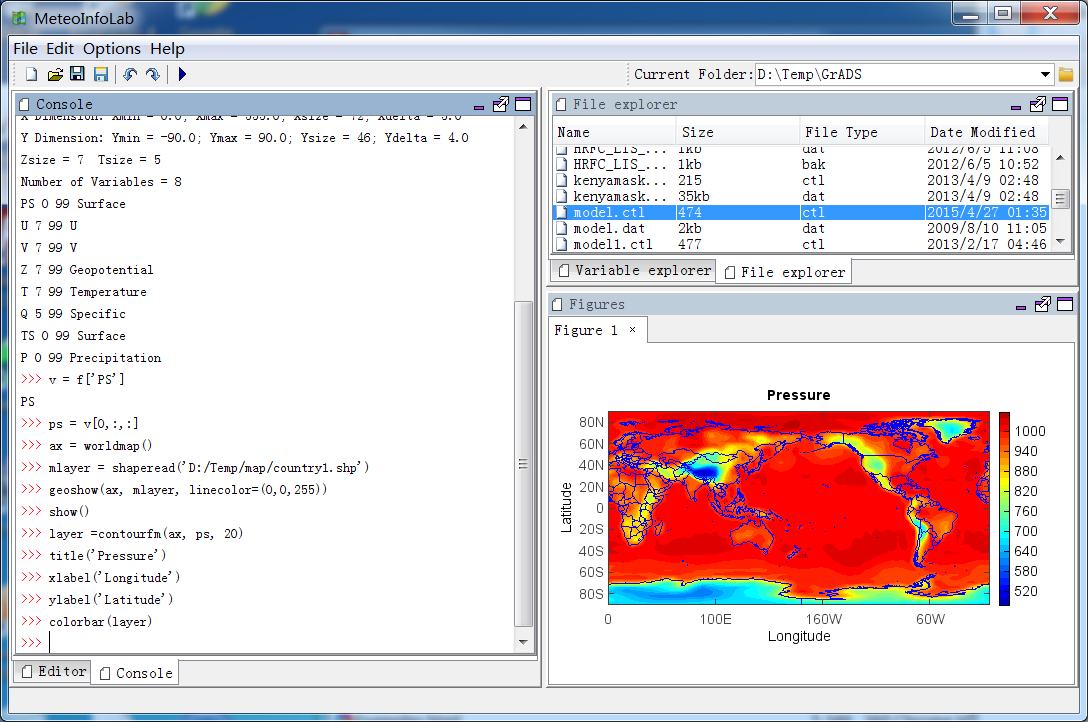 MeteoInfoLab
File Edit Options Help
Current Folder: D:\Temp\GrADS
Console
X Dimension: Xmin = 0.0; Xmax = 355.0; Xsize = 72; Xdelta = 5.0
Y Dimension: Ymin = -90.0; Ymax = 90.0; Ysize = 46; Ydelta = 4.0
Zsize = 7 Tsize = 5
Number of Variables = 8
PS 0 99 Surface
U 7 99 U
V 7 99 V
Z 7 99 Geopotential
T 7 99 Temperature
Q 5 99 Specific
TS 0 99 Surface
P 0 99 Precipitation
>>> v = f['PS']
PS
>>> ps = v[0,:,:]
>>> ax = worldmap()
>>> mlayer = shaperead('D:/Temp/map/country1.shp')
>>> geoshow(ax, mlayer, linecolor=(0,0,255))
>>> show()
>>> layer =contourfm(ax, ps, 20)
>>> title('Pressure')
>>> xlabel('Longitude')
>>> ylabel('Latitude')
>>> colorbar(layer)
>>>
Editor Console
File explorer
Name Size File Type Date Modified
HRFC_LIS_... 1kb dat 2012/6/5 11:08
HRFC_LIS_... 1kb bak 2012/6/5 10:52
kenyamask... 215 ctl 2013/4/9 02:48
kenyamask... 35kb dat 2013/4/9 02:48
model.ctl 474 ctl 2015/4/27 01:35
model.dat 2kb dat 2009/8/10 11:05
model1.ctl 477 ctl 2013/2/17 04:46
Variable explorer File explorer
Figures
Figure 1 ×
Pressure
Latitude
80N
60N
40N
20N
0
20S
40S
60S
80S
0 100E 160W 60W
Longitude
1000
940
880
820
760
700
640
580
520